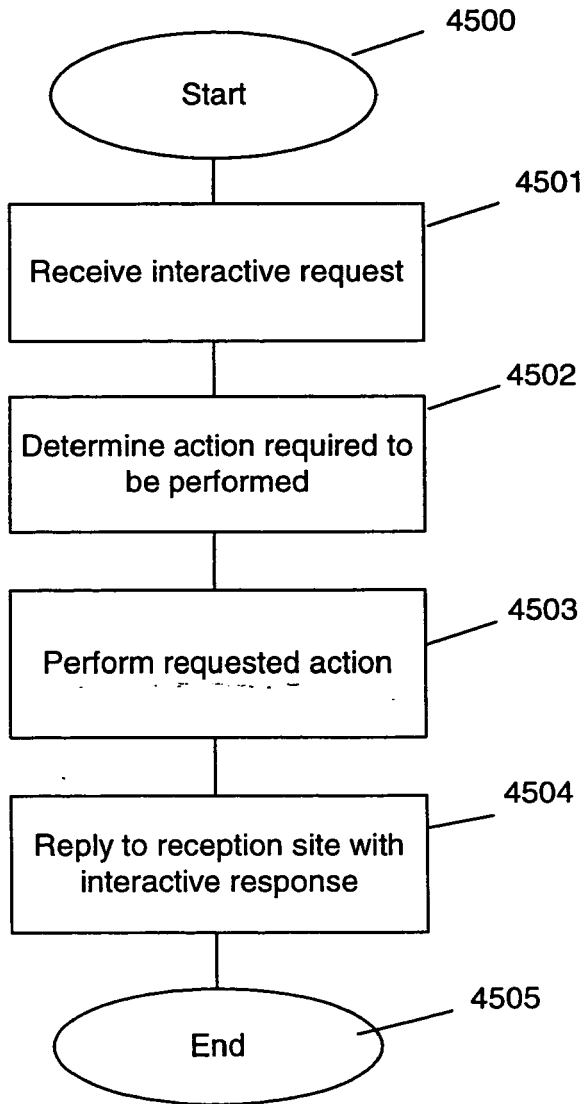 4500
Start
4501
Receive interactive request
4502
Determine action required to
be performed
4503
Perform requested action
4504
Reply to reception site with
interactive response
4505
End